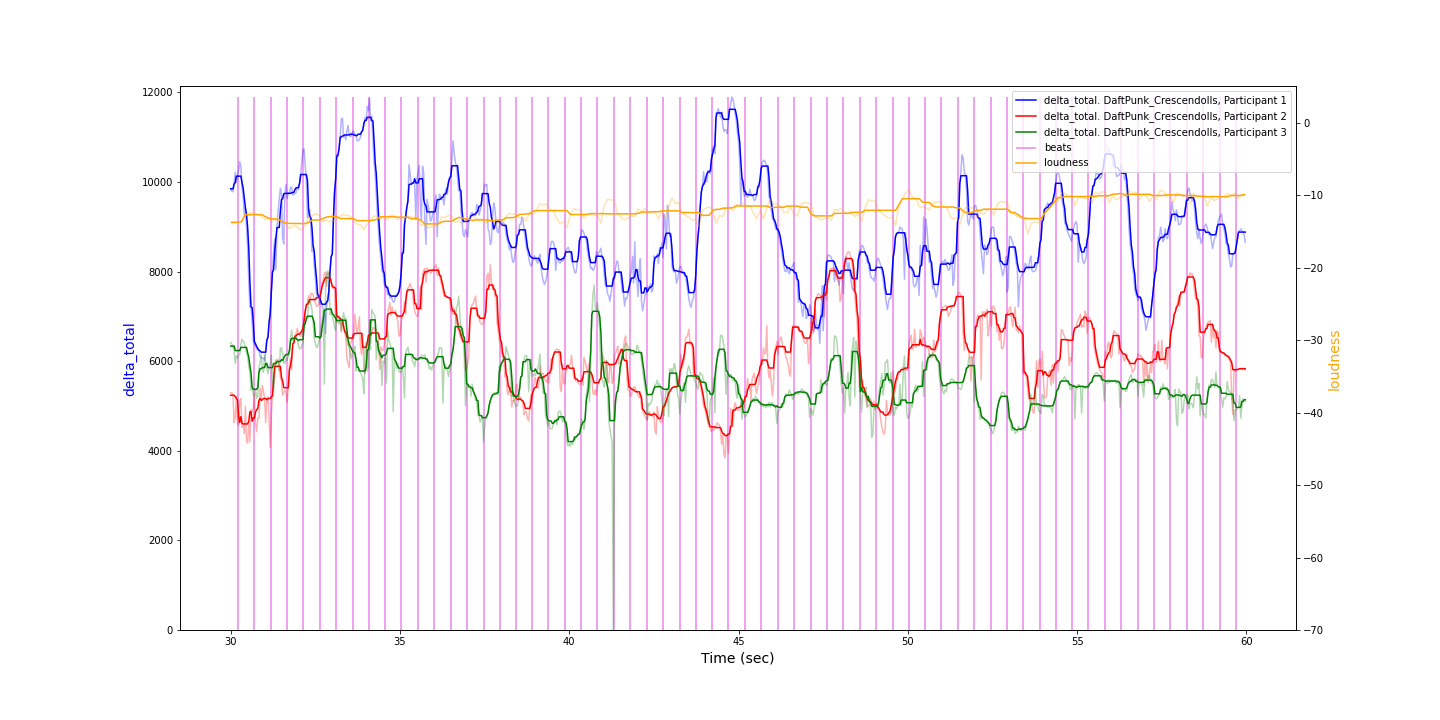 delta_total. DaftPunk_Crescendolls, Participant 1
delta_total. DaftPunk_Crescendolls, Participant 2
delta_total. DaftPunk_Crescendolls, Participant 3
beats
loudness
12000
10000
8000
6000
4000
2000
0
delta_total
0
−10
−20
−30
−40
−50
−60
−70
loudness
30
35
40
45
50
55
60
Time (sec)